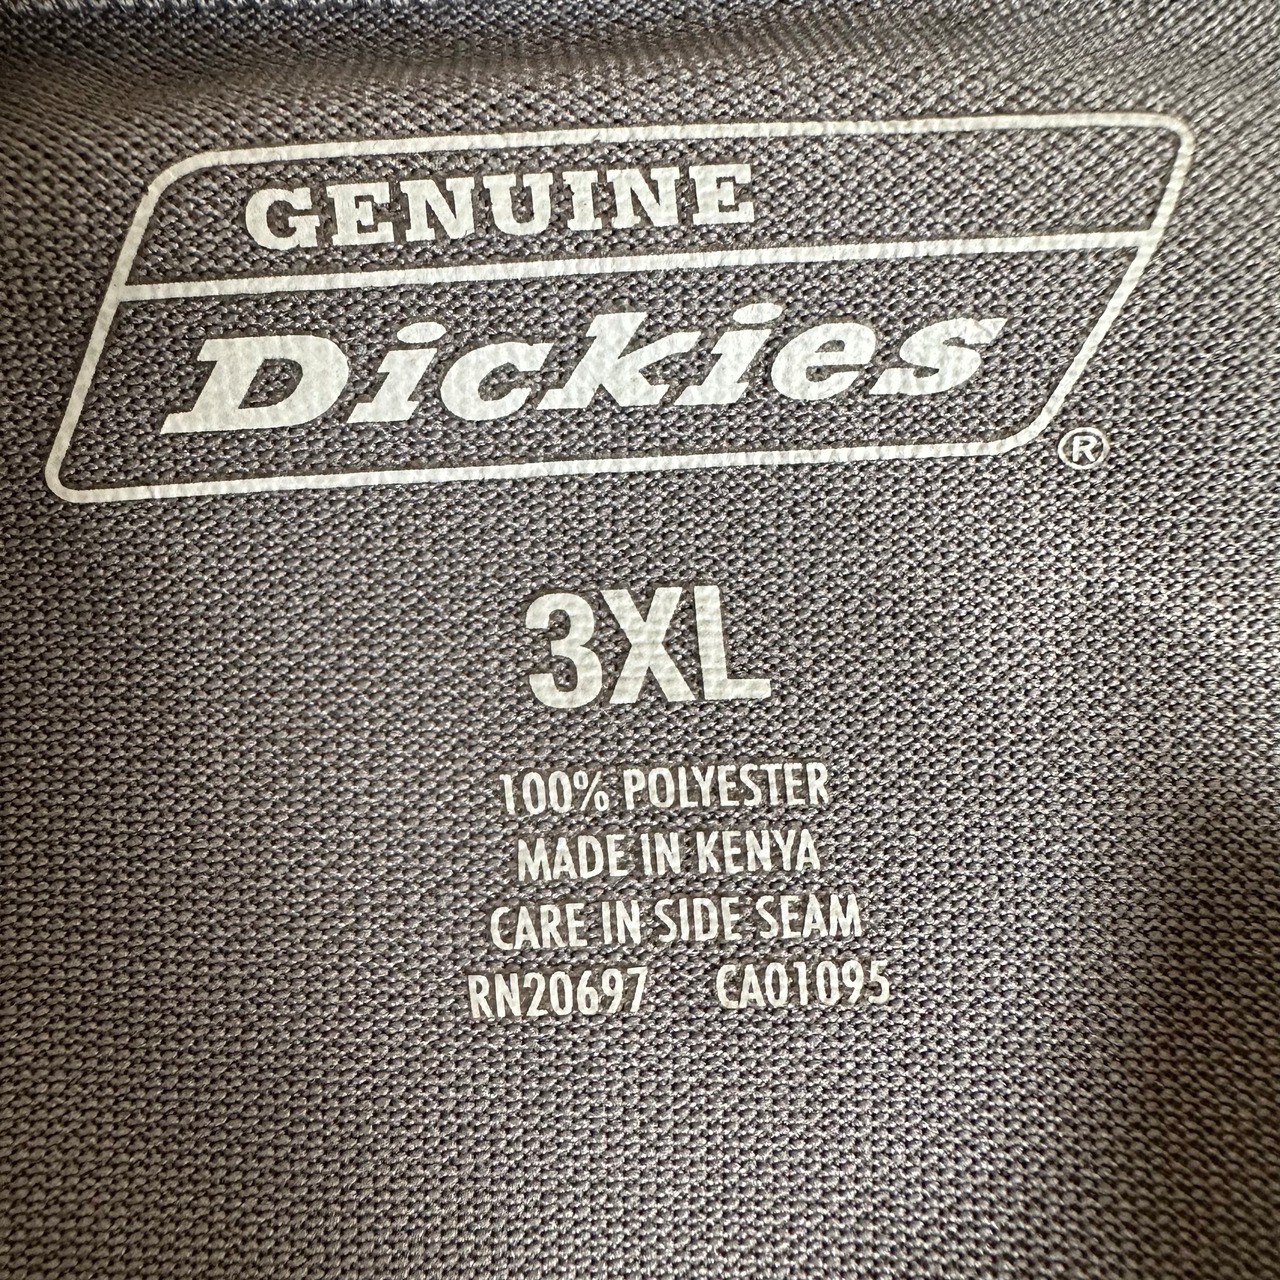 GENUINE
Dickies
®
3XL
100% POLYESTER
MADE IN KENYA
CARE IN SIDE SEAM
RN20697 CA01095